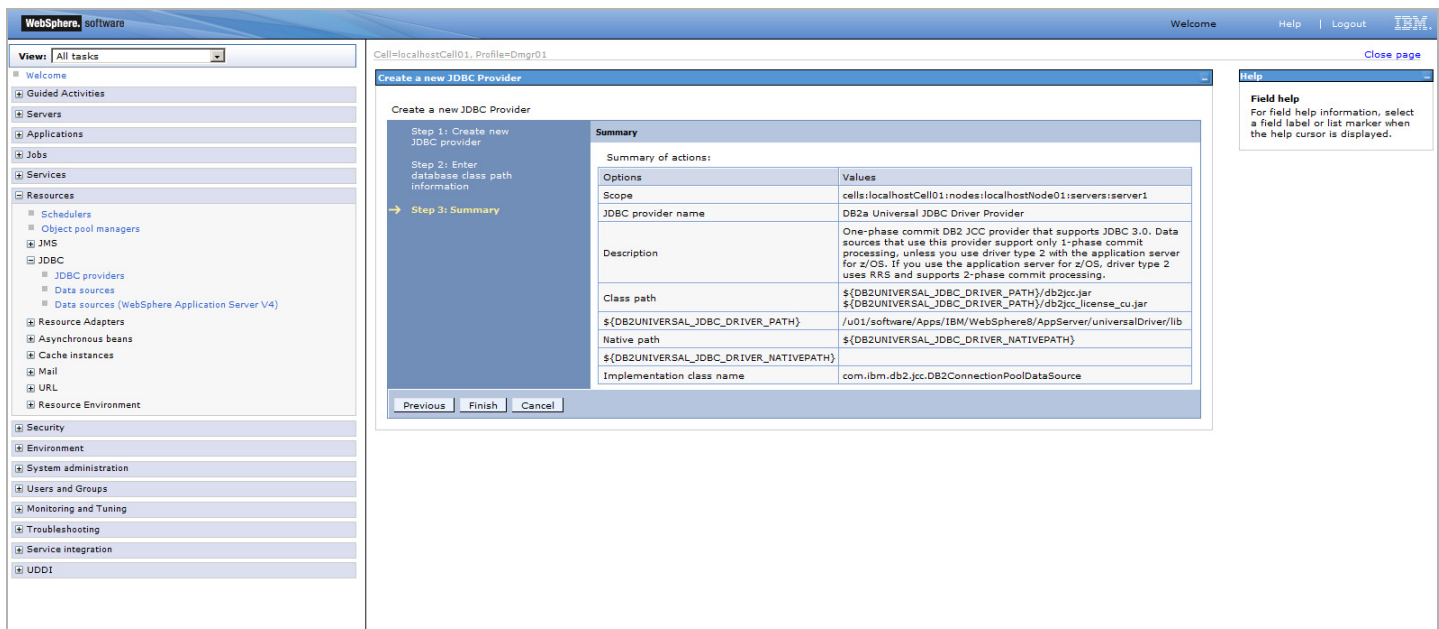 WebSphere. software
Welcome Help | Logout IBM.
View: All tasks
Cell=localhostCell01, Profile=Dmgr01
Close page
Welcome
Guided Activities
Servers
Applications
Jobs
Services
Resources
Schedulers
Object pool managers
JMS
JDBC
JDBC providers
Data sources
Data sources (WebSphere Application Server V4)
Resource Adapters
Asynchronous beans
Cache instances
Mail
URL
Resource Environment
Security
Environment
System administration
Users and Groups
Monitoring and Tuning
Troubleshooting
Service integration
UDDI
Create a new JDBC Provider
Create a new JDBC Provider
Step 1: Create new
JDBC provider
Step 2: Enter
database class path
information
Step 3: Summary
Summary
Summary of actions:
Options Values
Scope cells:localhostCell01:nodes:localhostNode01:servers:server1
JDBC provider name DB2a Universal JDBC Driver Provider
Description
One-phase commit DB2 JCC provider that supports JDBC 3.0. Data
sources that use this provider support only 1-phase commit
processing, unless you use driver type 2 with the application server
for z/OS. If you use the application server for z/OS, driver type 2
uses RRS and supports 2-phase commit processing.
Class path
${DB2UNIVERSAL_JDBC_DRIVER_PATH}/db2jcc.jar
${DB2UNIVERSAL_JDBC_DRIVER_PATH}/db2jcc_license_cu.jar
${DB2UNIVERSAL_JDBC_DRIVER_PATH} /u01/software/Apps/IBM/WebSphere8/AppServer/universalDriver/lib
Native path ${DB2UNIVERSAL_JDBC_DRIVER_NATIVEPATH}
${DB2UNIVERSAL_JDBC_DRIVER_NATIVEPATH}
Implementation class name com.ibm.db2.jcc.DB2ConnectionPoolDataSource
Previous Finish Cancel
Help
Field help
For field help information, select
a field label or list marker when
the help cursor is displayed.